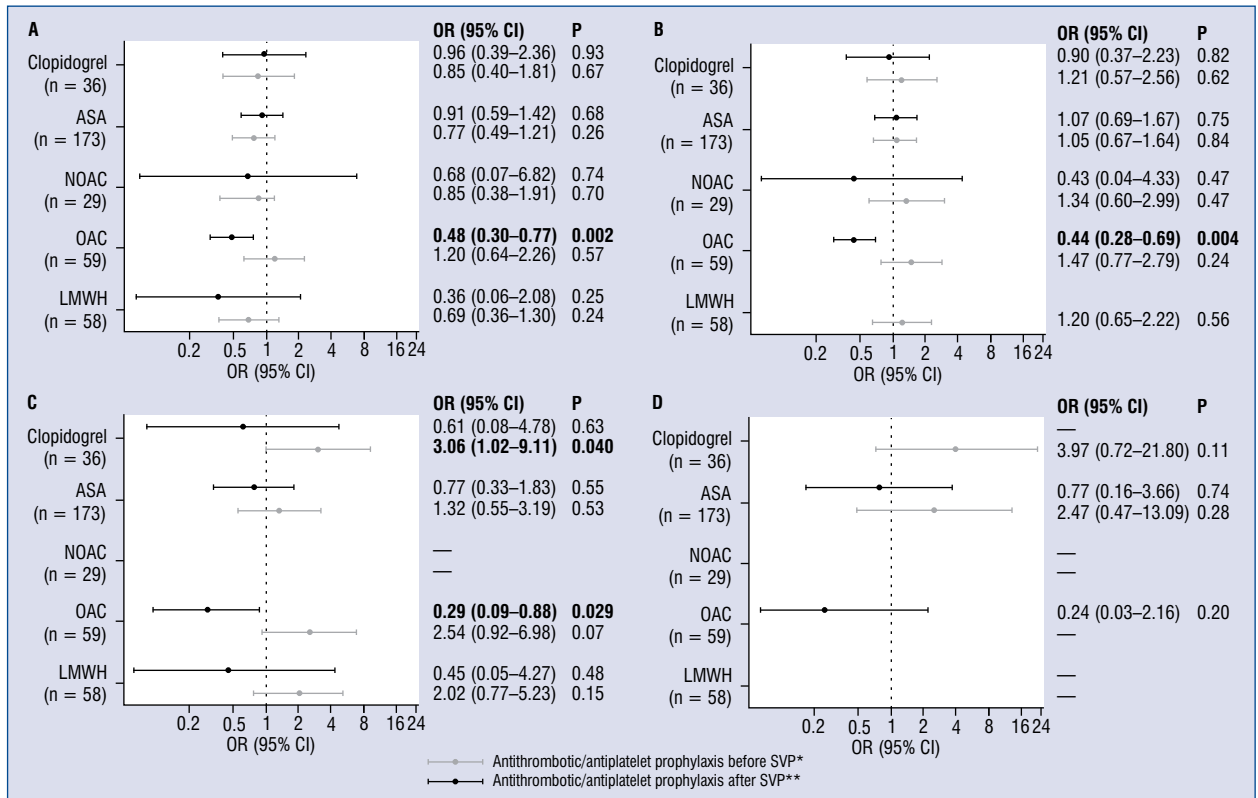 A
OR (95% CI) P
Clopidogrel
(n = 36)
0.96 (0.39–2.36) 0.93
0.85 (0.40–1.81) 0.67
ASA
(n = 173)
0.91 (0.59–1.42) 0.68
0.77 (0.49–1.21) 0.26
NOAC
(n = 29)
0.68 (0.07–6.82) 0.74
0.85 (0.38–1.91) 0.70
OAC
(n = 59)
0.48 (0.30–0.77) 0.002
1.20 (0.64–2.26) 0.57
LMWH
(n = 58)
0.36 (0.06–2.08) 0.25
0.69 (0.36–1.30) 0.24
0.2 0.5 1 2 4 8 16 24
OR (95% CI)
B
OR (95% CI) P
Clopidogrel
(n = 36)
0.90 (0.37–2.23) 0.82
1.21 (0.57–2.56) 0.62
ASA
(n = 173)
1.07 (0.69–1.67) 0.75
1.05 (0.67–1.64) 0.84
NOAC
(n = 29)
0.43 (0.04–4.33) 0.47
1.34 (0.60–2.99) 0.47
OAC
(n = 59)
0.44 (0.28–0.69) 0.004
1.47 (0.77–2.79) 0.24
LMWH
(n = 58)
1.20 (0.65–2.22) 0.56
0.2 0.5 1 2 4 8 16 24
OR (95% CI)
C
OR (95% CI) P
Clopidogrel
(n = 36)
0.61 (0.08–4.78) 0.63
3.06 (1.02–9.11) 0.040
ASA
(n = 173)
0.77 (0.33–1.83) 0.55
1.32 (0.55–3.19) 0.53
NOAC
(n = 29)
—
—
OAC
(n = 59)
0.29 (0.09–0.88) 0.029
2.54 (0.92–6.98) 0.07
LMWH
(n = 58)
0.45 (0.05–4.27) 0.48
2.02 (0.77–5.23) 0.15
0.2 0.5 1 2 4 8 16 24
OR (95% CI)
D
OR (95% CI) P
Clopidogrel
(n = 36)
—
3.97 (0.72–21.80) 0.11
ASA
(n = 173)
0.77 (0.16–3.66) 0.74
2.47 (0.47–13.09) 0.28
NOAC
(n = 29)
—
—
OAC
(n = 59)
0.24 (0.03–2.16) 0.20
—
LMWH
(n = 58)
—
—
0.2 0.5 1 2 4 8 16 24
OR (95% CI)
Antithrombotic/antiplatelet prophylaxis before SVP*
Antithrombotic/antiplatelet prophylaxis after SVP**